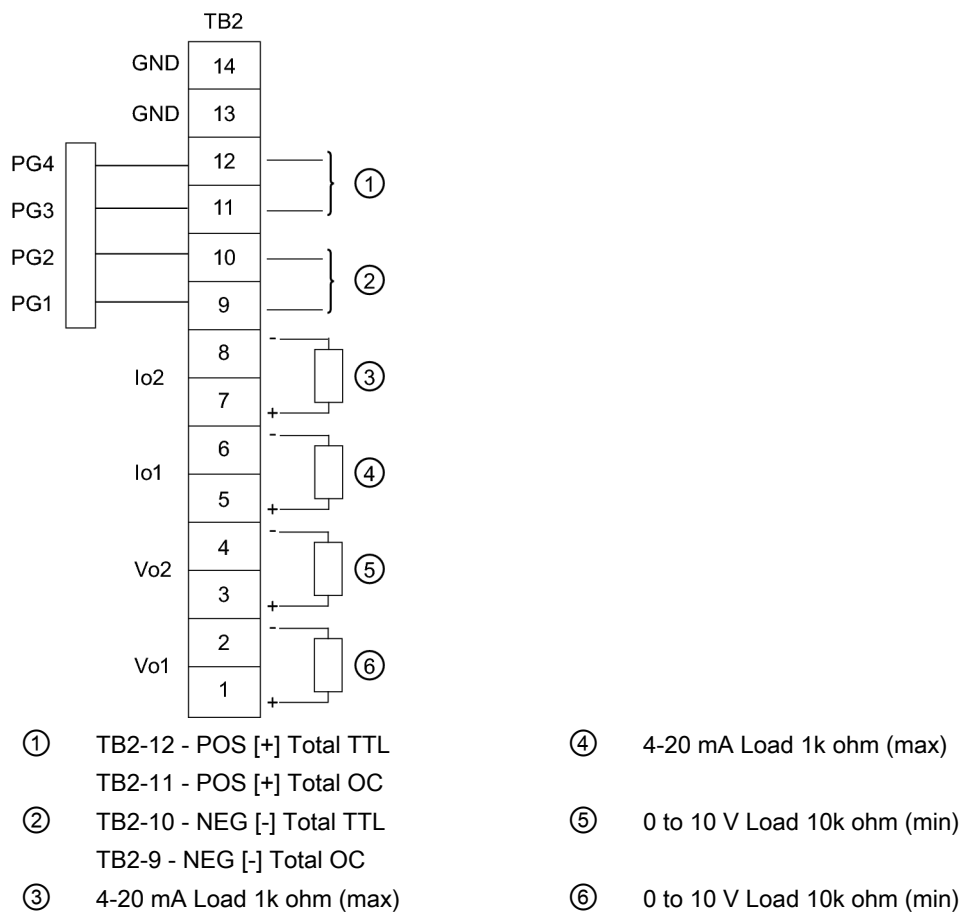 TB2
GND 14
GND 13
PG4 12
①
PG3 11
PG2 10
②
PG1 9
8 -
Io2 ③
7 +
6 -
Io1 ④
5 +
4 -
Vo2 ⑤
3 +
2 -
Vo1 ⑥
1 +
① TB2-12 - POS [+] Total TTL
TB2-11 - POS [+] Total OC
② TB2-10 - NEG [-] Total TTL
TB2-9 - NEG [-] Total OC
③ 4-20 mA Load 1k ohm (max)
④ 4-20 mA Load 1k ohm (max)
⑤ 0 to 10 V Load 10k ohm (min)
⑥ 0 to 10 V Load 10k ohm (min)